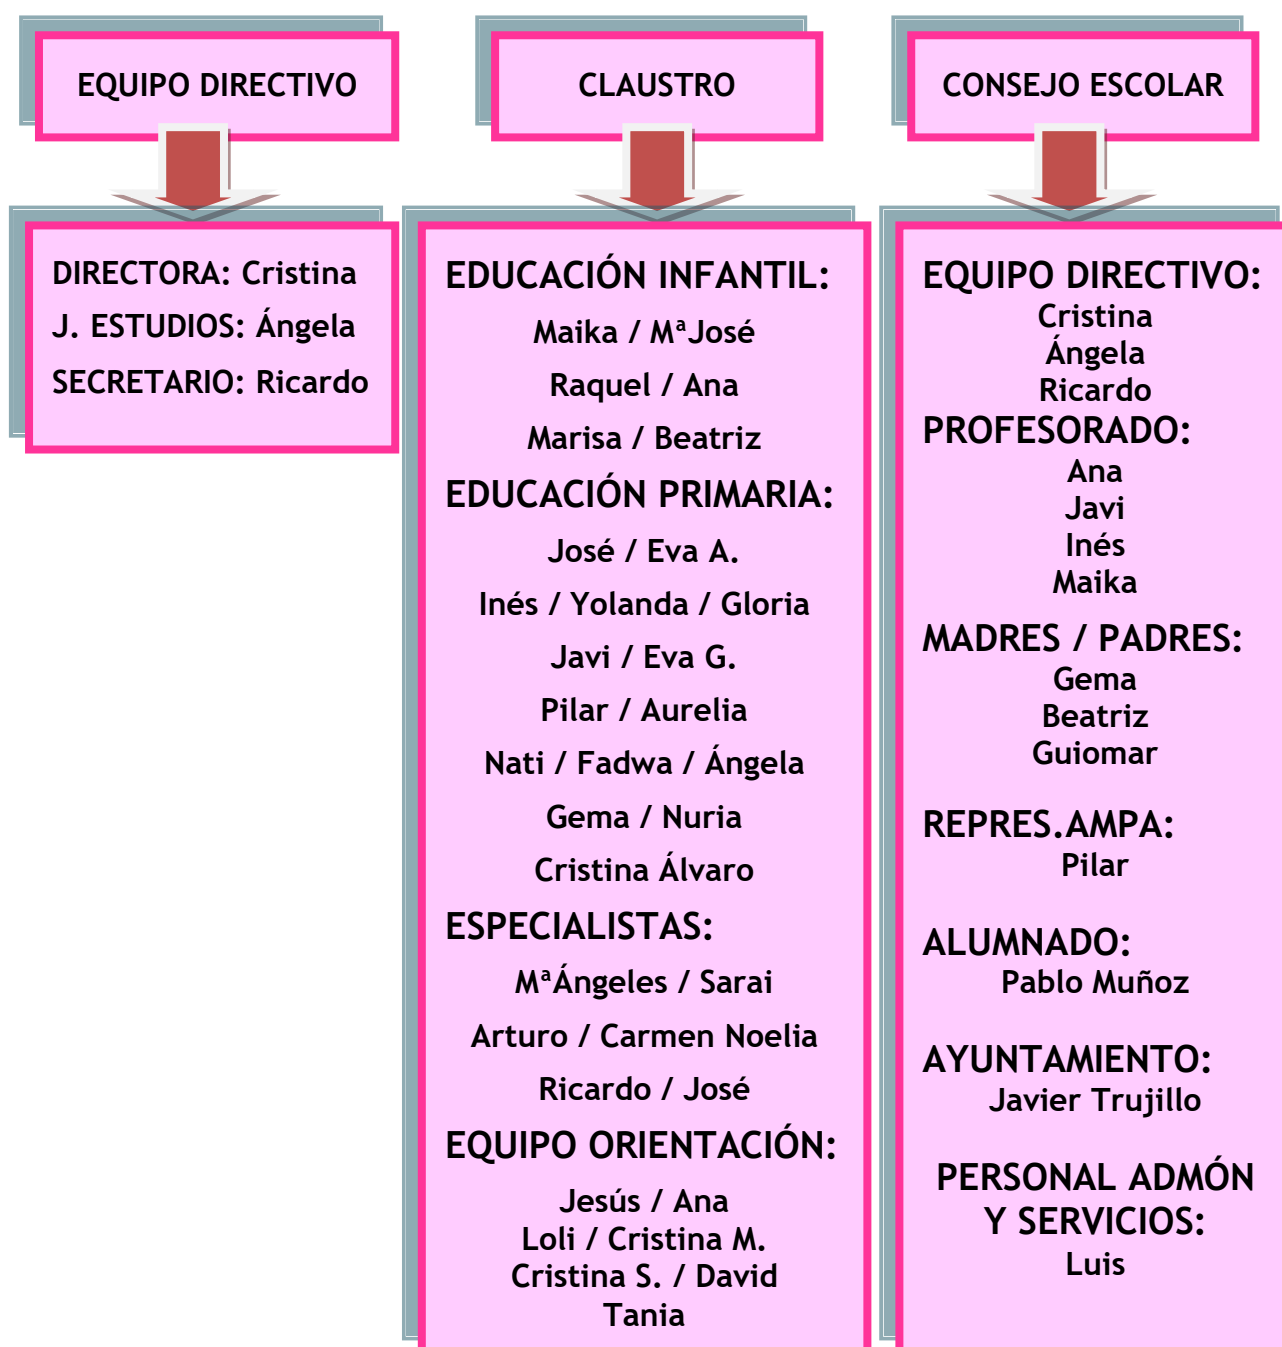 EQUIPO DIRECTIVO
DIRECTORA: Cristina
J. ESTUDIOS: Ángela
SECRETARIO: Ricardo
CLAUSTRO
EDUCACIÓN INFANTIL:
Maika / MªJosé
Raquel / Ana
Marisa / Beatriz
EDUCACIÓN PRIMARIA:
José / Eva A.
Inés / Yolanda / Gloria
Javi / Eva G.
Pilar / Aurelia
Nati / Fadwa / Ángela
Gema / Nuria
Cristina Álvaro
ESPECIALISTAS:
MªÁngeles / Sarai
Arturo / Carmen Noelia
Ricardo / José
EQUIPO ORIENTACIÓN:
Jesús / Ana
Loli / Cristina M.
Cristina S. / David
Tania
CONSEJO ESCOLAR
EQUIPO DIRECTIVO:
Cristina
Ángela
Ricardo
PROFESORADO:
Ana
Javi
Inés
Maika
MADRES / PADRES:
Gema
Beatriz
Guiomar
REPRES.AMPA:
Pilar
ALUMNADO:
Pablo Muñoz
AYUNTAMIENTO:
Javier Trujillo
PERSONAL ADMÓN
Y SERVICIOS:
Luis